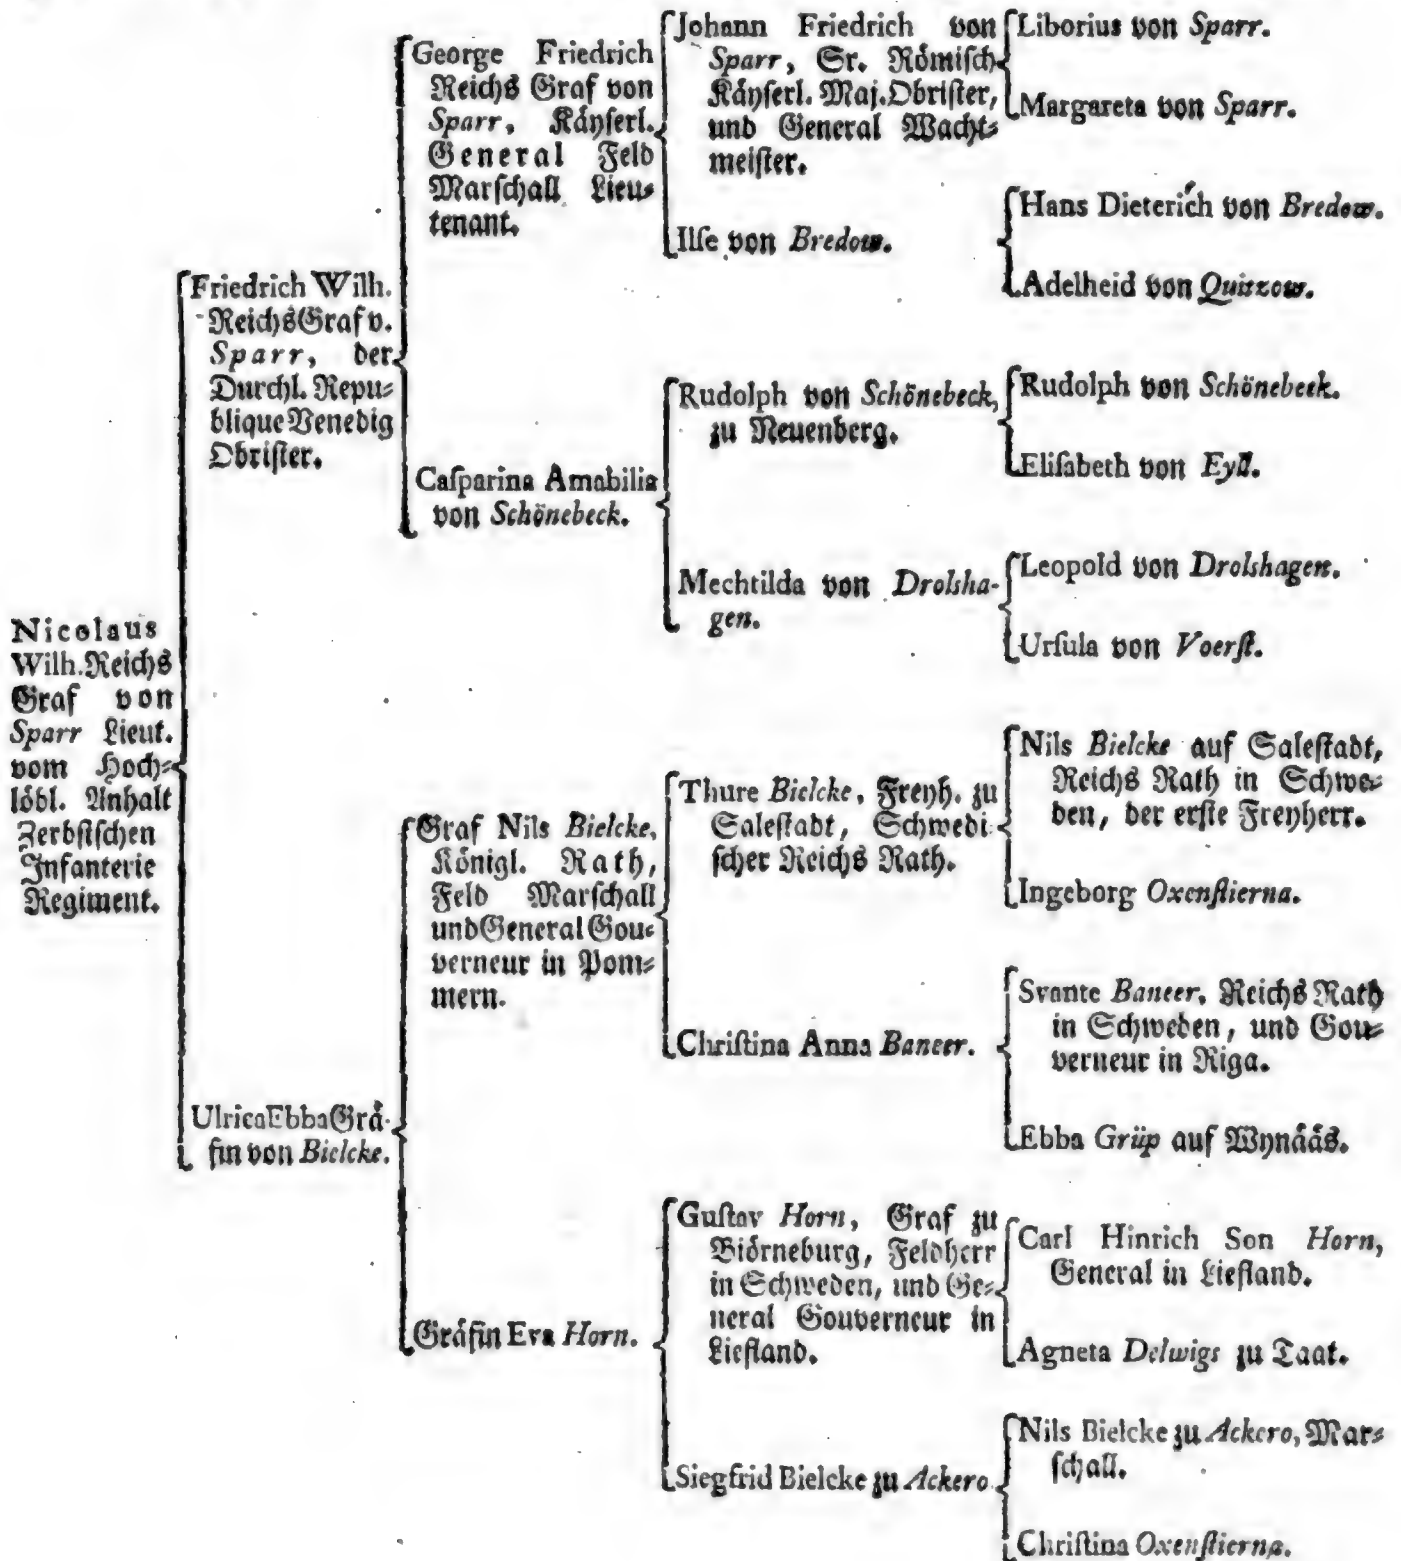 Nicolaus
Wilh. Reichs
Graf von
Sparr Lieut.
vom Hoch-
löbl. Anhalt
Zerbstischen
Infanterie
Regiment.
Friedrich Wilh.
Reichs Graf v.
Sparr, der
Durchl. Repu-
blique Venedig
Obrister.
Ulrica Ebba Grä-
fin von Bielcke.
George Friedrich
Reichs Graf von
Sparr, Käyserl.
General Feld
Marschall Lieu-
tenant.
Casparina Amabilia
von Schönebeck.
Graf Nils Bielcke,
Königl. Rath,
Feld Marschall
und General Gou-
verneur in Pom-
mern.
Gräfin Eva Horn.
Johann Friedrich von
Sparr, Sr. Römisch
Käyserl. Maj. Obrister,
und General Wacht-
meister.
Ilse von Bredow.
Rudolph von Schönebeck,
zu Neuenberg.
Mechtilda von Drolsha-
gen.
Thure Bielcke, Freyh. zu
Salestadt, Schwedi-
scher Reichs Rath.
Christina Anna Baneer.
Gustav Horn, Graf zu
Biörneburg, Feldherr
in Schweden, und Ge-
neral Gouverneur in
Liefland.
Siegfrid Bielcke zu Ackero
Liborius von Sparr.
Margareta von Sparr.
Hans Dieterich von Bredow.
Adelheid von Quitzow.
Rudolph von Schönebeek.
Elisabeth von Eyll.
Leopold von Drolshagen.
Ursula von Voerst.
Nils Bielcke auf Salestadt,
Reichs Rath in Schwe-
den, der erste Freyherr.
Ingeborg Oxenstierna.
Svante Baneer, Reichs Rath
in Schweden, und Gou-
verneur in Riga.
Ebba Grüp auf Wynääs.
Carl Hinrich Son Horn,
General in Liefland.
Agneta Delwigs zu Taat.
Nils Bielcke zu Ackero, Mar-
schall.
Christina Oxenstierna.